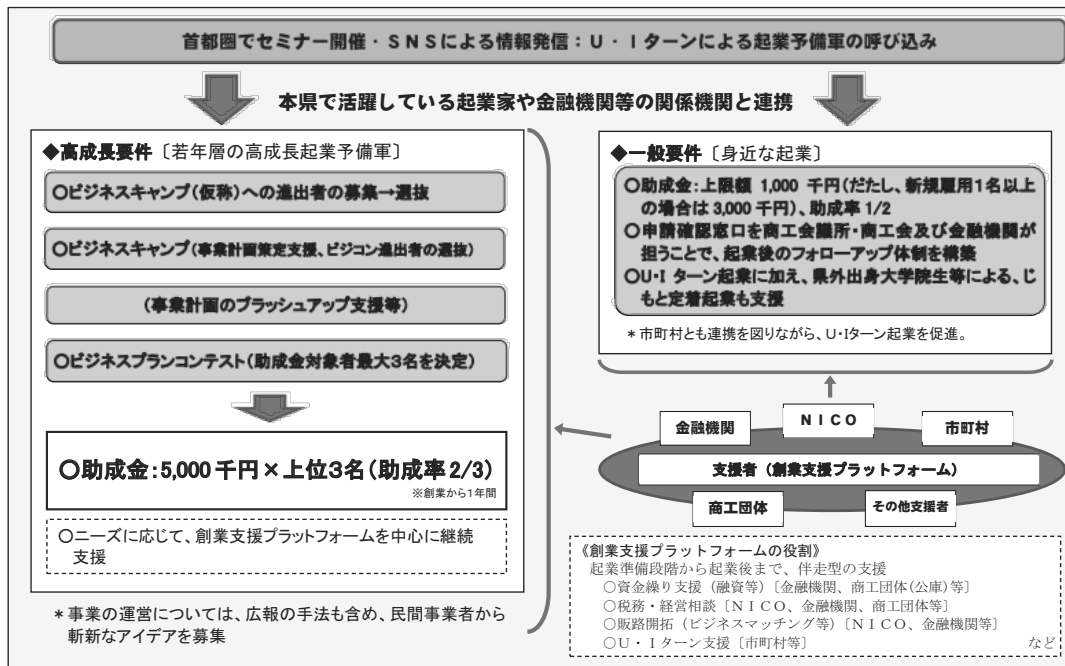 首都圏でセミナー開催・SNSによる情報発信:U・Iターンによる起業予備軍の呼び込み
本県で活躍している起業家や金融機関等の関係機関と連携
◆高成長要件〔若年層の高成長起業予備軍〕
○ビジネスキャンプ(仮称)への進出者の募集→選抜
○ビジネスキャンプ(事業計画策定支援、ビジコン進出者の選抜)
(事業計画のブラッシュアップ支援等)
○ビジネスプランコンテスト(助成金対象者最大3名を決定)
○助成金:5,000千円×上位3名(助成率2/3)
※創業から1年間
○ニーズに応じて、創業支援プラットフォームを中心に継続
支援
*事業の運営については、広報の手法も含め、民間事業者から
斬新なアイデアを募集
◆一般要件〔身近な起業〕
○助成金:上限額 1,000 千円(だたし、新規雇用1名以上
の場合は 3,000 千円)、助成率 1/2
○申請確認窓口を商工会議所・商工会及び金融機関が
担うことで、起業後のフォローアップ体制を構築
○U・I ターン起業に加え、県外出身大学院生等による、じ
もと定着起業も支援
*市町村とも連携を図りながら、U・Iターン起業を促進。
金融機関
NICO
市町村
支援者(創業支援プラットフォーム)
商工団体
その他支援者
《創業支援プラットフォームの役割》
起業準備段階から起業後まで、伴走型の支援
○資金繰り支援(融資等)〔金融機関、商工団体(公庫)等〕
○税務・経営相談〔NICO、金融機関、商工団体等〕
○販路開拓(ビジネスマッチング等)〔NICO、金融機関等〕
○U・Iターン支援〔市町村等〕 など